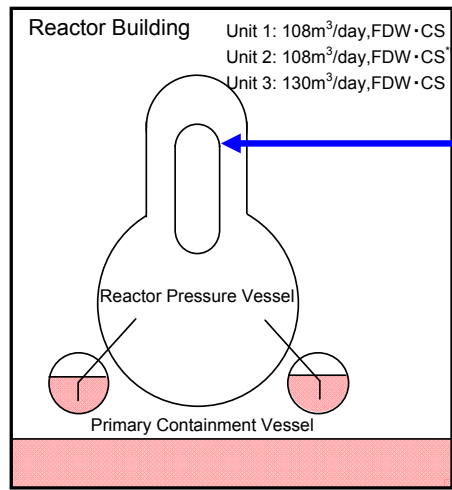 Reactor Building
Unit 1: 108m³/day,FDW・CS
Unit 2: 108m³/day,FDW・CS*
Unit 3: 130m³/day,FDW・CS
Reactor Pressure Vessel
Primary Containment Vessel